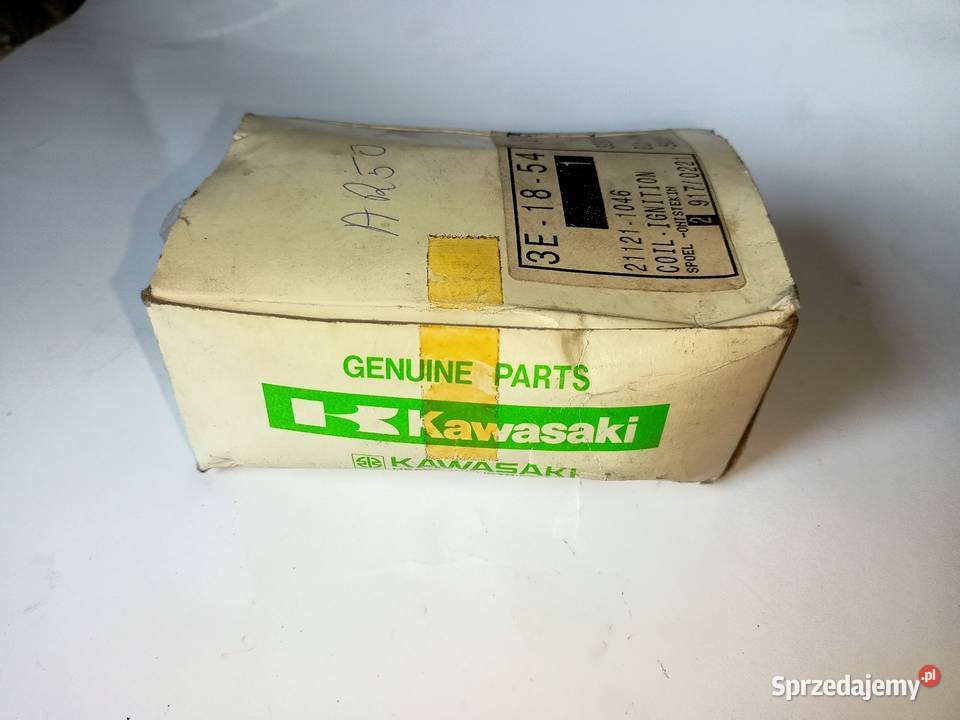 AR50
3E-18-54
1
21121-1046
COIL-IGNITION
SPOEL -ONTSTEKIN
2 917/0221
GENUINE PARTS
Kawasaki
KAWASAKI
Sprzedajemy.pl